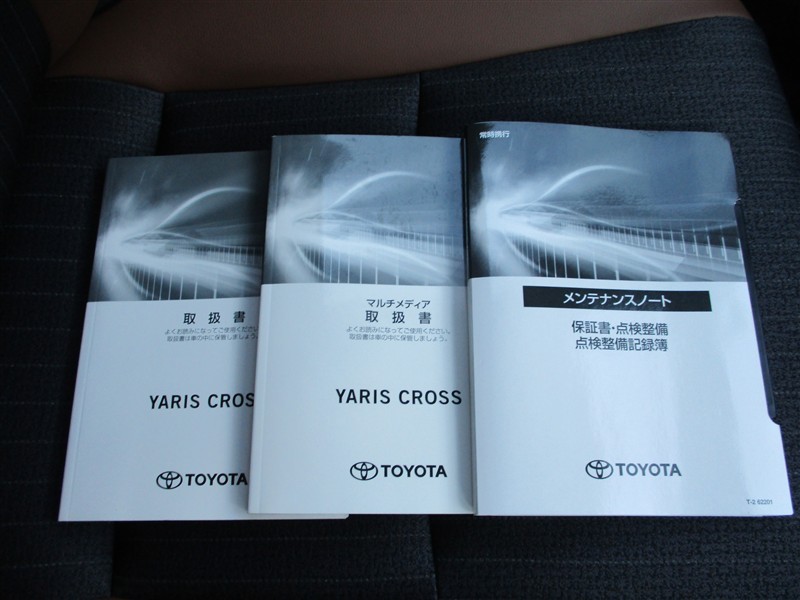 取扱書
よくお読みになってご使用ください。
取扱書は車の中に保管しましょう。
YARIS CROS
TOYOTA
マルチメディア
取扱書
よくお読みになってご使用ください。
取扱書は車の中に保管しましょう。
YARIS CROSS
TOYOTA
常時携行
メンテナンスノート
保証書・点検整備
点検整備記録簿
TOYOTA